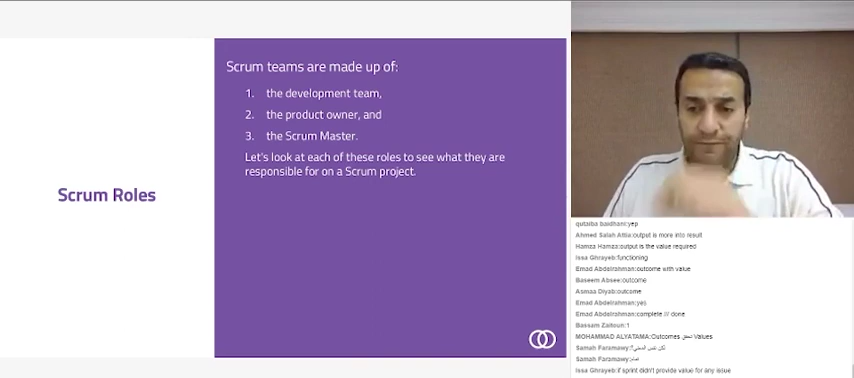 Scrum Roles
Scrum teams are made up of:
1. the development team,
2. the product owner, and
3. the Scrum Master.
Let's look at each of these roles to see what they are
responsible for on a Scrum project.
qutaiba baidhani:yep
Ahmed Salah Attia:output is more into result
Hamza Hamza:output is the value required
Issa Ghrayeb:functioning
Emad Abdelrahman:outcome with value
Baseem Absee:outcome
Asmaa Diyab:outcome
Emad Abdelrahman:yes
Emad Abdelrahman:complete /// done
Bassam Zaitoun:1
MOHAMMAD ALYATAMA:Outcomes تحقق Values
Samah Faramawy:لكن نفس المعني؟
Samah Faramawy:تمام
Issa Ghrayeb:if sprint didn't provide value for any issue